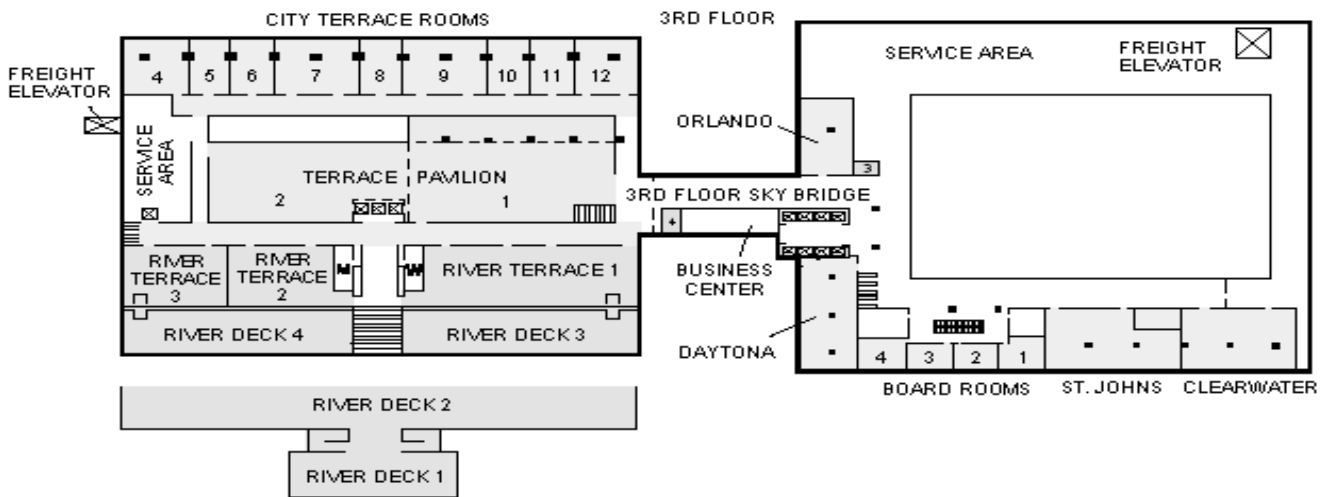 CITY TERRACE ROOMS
3RD FLOOR
SERVICE AREA
FREIGHT
ELEVATOR
FREIGHT
ELEVATOR
4 5 6 7 8 9 10 11 12
ORLANDO
3
SERVICE
AREA
TERRACE PAVILION
2 1
3RD FLOOR SKY BRIDGE
BUSINESS
CENTER
RIVER
TERRACE
3
RIVER
TERRACE
2
M
W
RIVER TERRACE 1
RIVER DECK 4
RIVER DECK 3
DAYTONA
4 3 2 1
BOARD ROOMS
ST. JOHNS
CLEARWATER
RIVER DECK 2
RIVER DECK 1